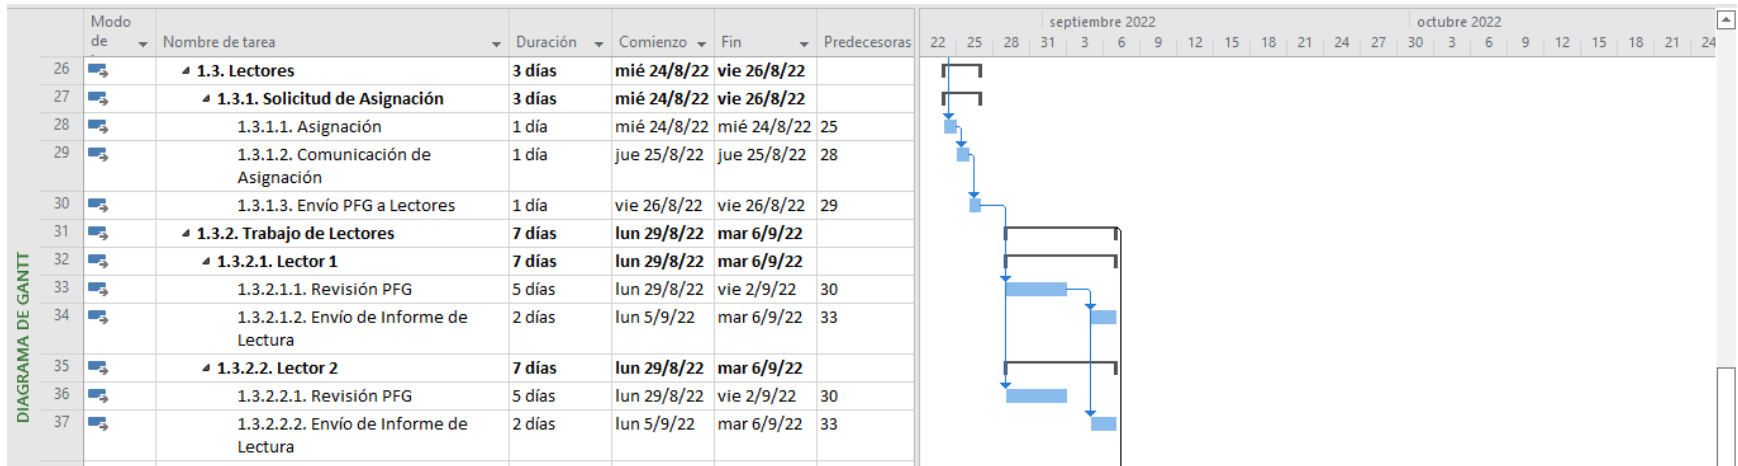 Modo
de
Nombre de tarea
Duración
Comienzo
Fin
Predecesoras
septiembre 2022
octubre 2022
22 25 28 31 3 6 9 12 15 18 21 24 27 30 3 6 9 12 15 18 21 24
26 1.3. Lectores 3 días mié 24/8/22 vie 26/8/22
27 1.3.1. Solicitud de Asignación 3 días mié 24/8/22 vie 26/8/22
28 1.3.1.1. Asignación 1 día mié 24/8/22 mié 24/8/22 25
29 1.3.1.2. Comunicación de 1 día jue 25/8/22 jue 25/8/22 28
Asignación
30 1.3.1.3. Envío PFG a Lectores 1 día vie 26/8/22 vie 26/8/22 29
31 1.3.2. Trabajo de Lectores 7 días lun 29/8/22 mar 6/9/22
32 1.3.2.1. Lector 1 7 días lun 29/8/22 mar 6/9/22
33 1.3.2.1.1. Revisión PFG 5 días lun 29/8/22 vie 2/9/22 30
34 1.3.2.1.2. Envío de Informe de 2 días lun 5/9/22 mar 6/9/22 33
Lectura
35 1.3.2.2. Lector 2 7 días lun 29/8/22 mar 6/9/22
36 1.3.2.2.1. Revisión PFG 5 días lun 29/8/22 vie 2/9/22 30
37 1.3.2.2.2. Envío de Informe de 2 días lun 5/9/22 mar 6/9/22 33
Lectura
DIAGRAMA DE GANTT